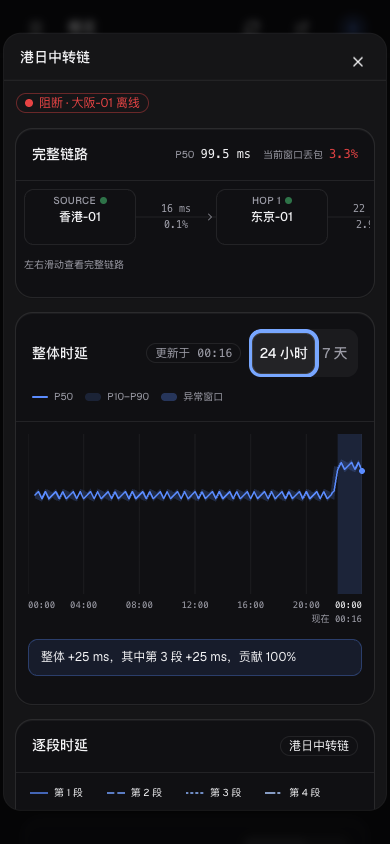 港日中转链
×
阻断 · 大阪-01 离线
完整链路 P50 99.5 ms 当前窗口丢包 3.3%
SOURCE
香港-01
16 ms
0.1%
HOP 1
东京-01
22
左右滑动查看完整链路
整体时延 更新于 00:16 24 小时 7 天
P50 P10–P90 异常窗口
00:00 04:00 08:00 12:00 16:00 20:00 00:00
现在 00:16
整体 +25 ms，其中第 3 段 +25 ms，贡献 100%
逐段时延 港日中转链
第 1 段 第 2 段 第 3 段 第 4 段